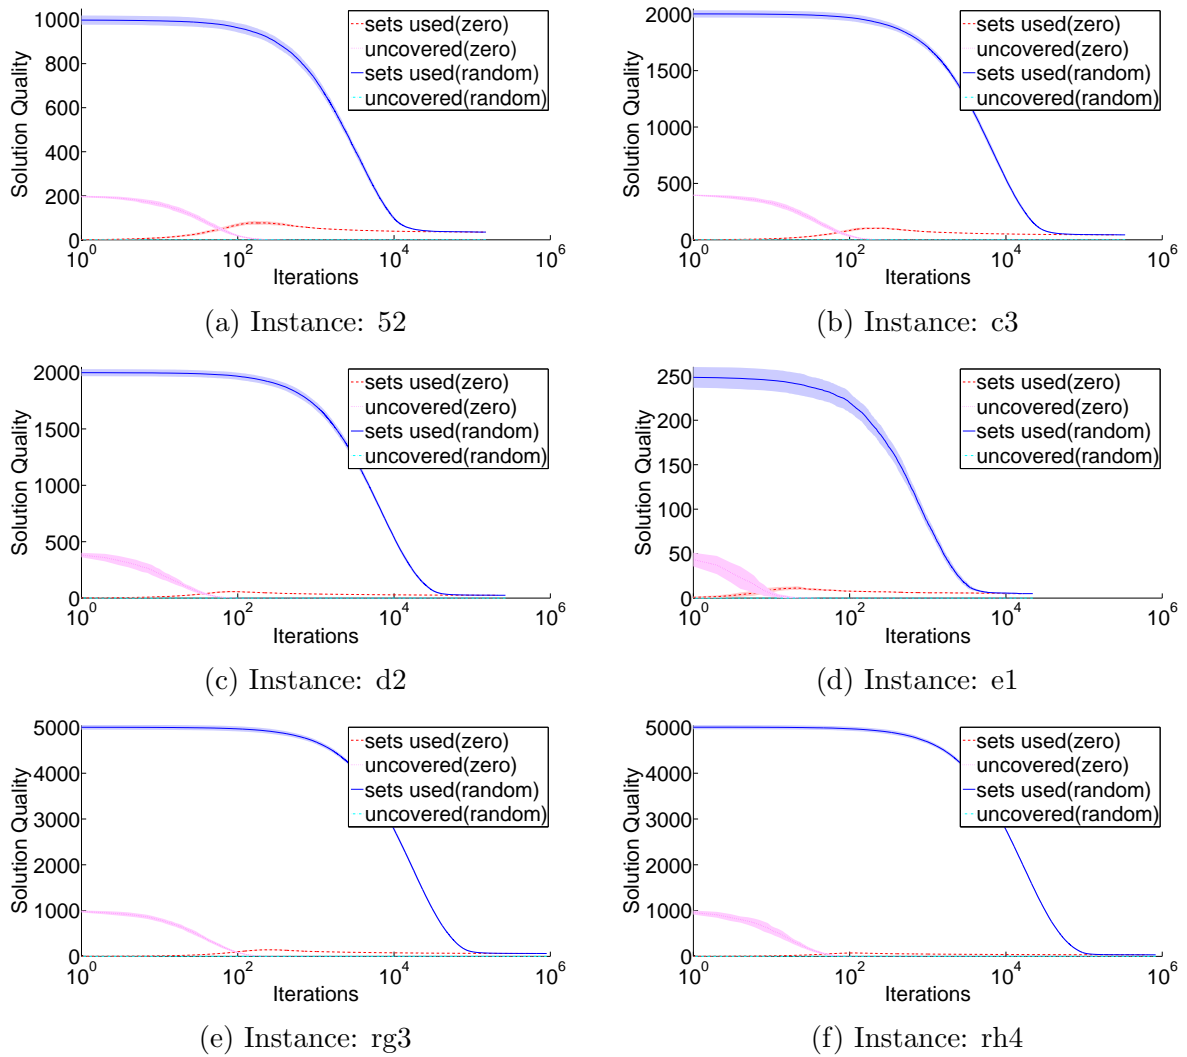 1000
800
600
400
200
0
Solution Quality
sets used(zero)
uncovered(zero)
sets used(random)
uncovered(random)
10^0 10^2 10^4 10^6
Iterations
(a) Instance: 52
2000
1500
1000
500
0
Solution Quality
sets used(zero)
uncovered(zero)
sets used(random)
uncovered(random)
10^0 10^2 10^4 10^6
Iterations
(b) Instance: c3
2000
1500
1000
500
0
Solution Quality
sets used(zero)
uncovered(zero)
sets used(random)
uncovered(random)
10^0 10^2 10^4 10^6
Iterations
(c) Instance: d2
250
200
150
100
50
0
Solution Quality
sets used(zero)
uncovered(zero)
sets used(random)
uncovered(random)
10^0 10^2 10^4 10^6
Iterations
(d) Instance: e1
5000
4000
3000
2000
1000
0
Solution Quality
sets used(zero)
uncovered(zero)
sets used(random)
uncovered(random)
10^0 10^2 10^4 10^6
Iterations
(e) Instance: rg3
5000
4000
3000
2000
1000
0
Solution Quality
sets used(zero)
uncovered(zero)
sets used(random)
uncovered(random)
10^0 10^2 10^4 10^6
Iterations
(f) Instance: rh4